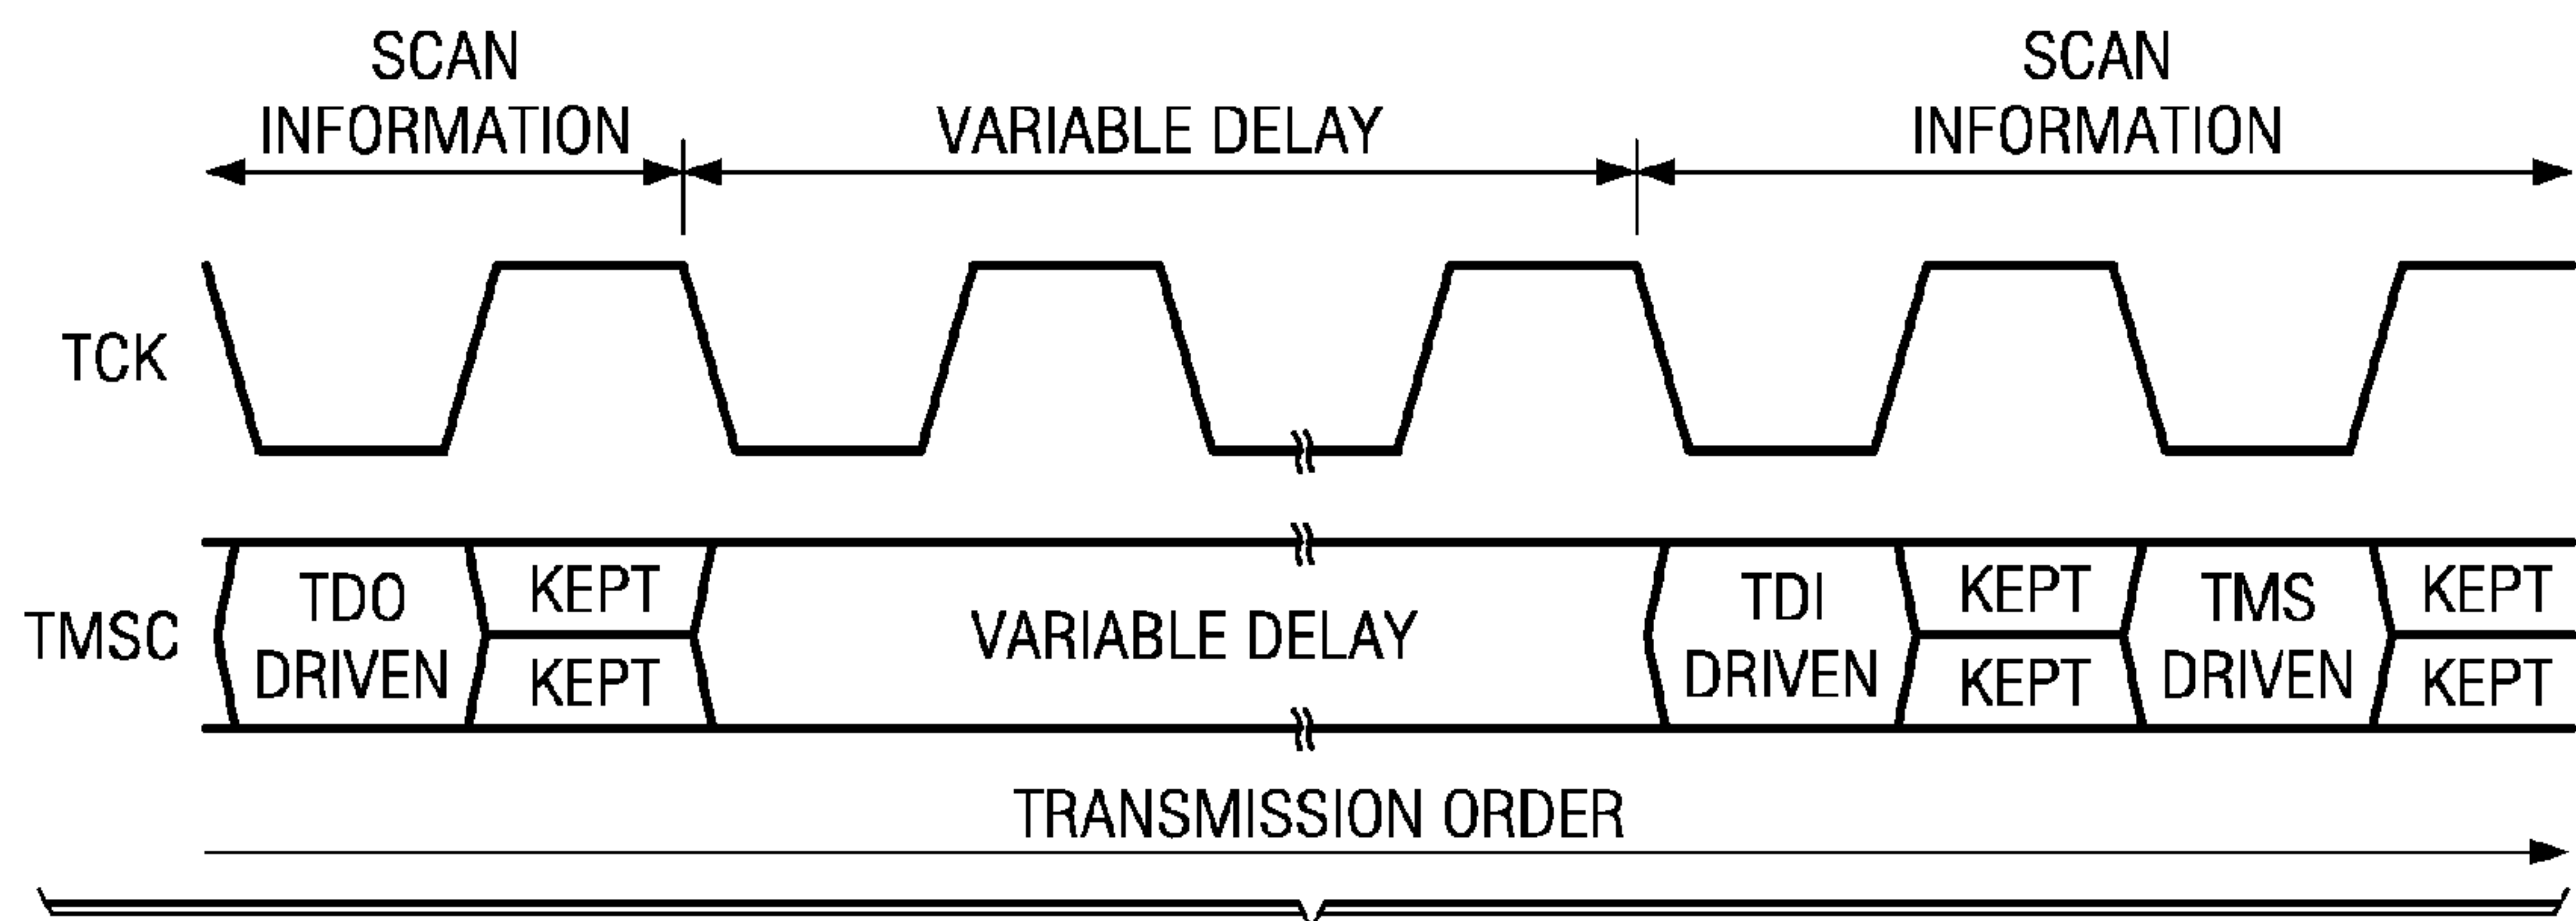 SCAN
INFORMATION
VARIABLE DELAY
SCAN
INFORMATION
TCK
TMSC
TDO
DRIVEN
KEPT
KEPT
VARIABLE DELAY
TDI
DRIVEN
KEPT
KEPT
TMS
DRIVEN
KEPT
KEPT
TRANSMISSION ORDER